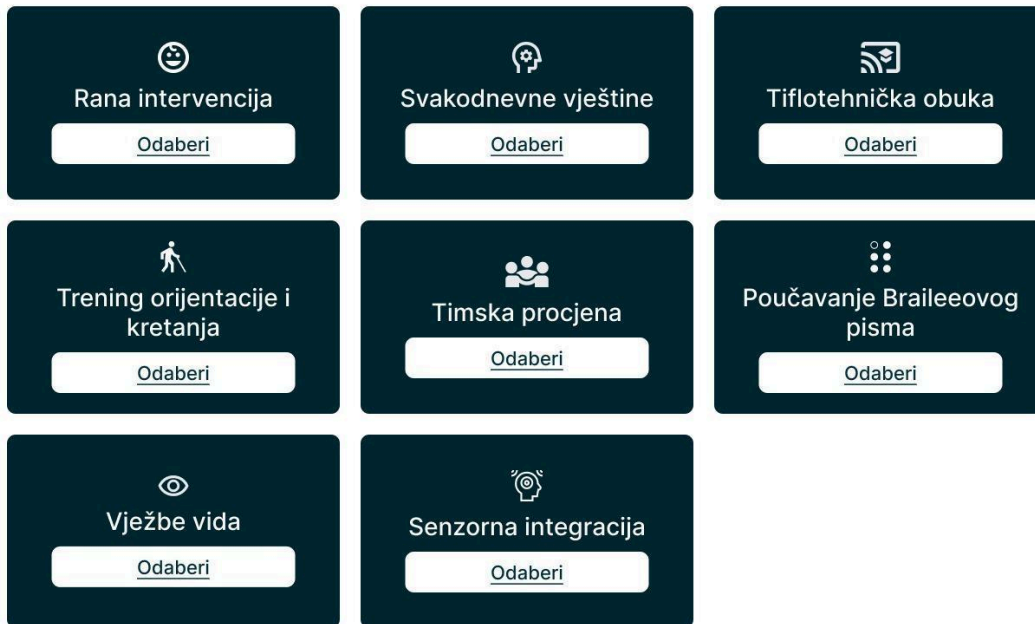 Rana intervencija
Odaberi
Svakodnevne vještine
Odaberi
Tiflotehnička obuka
Odaberi
Trening orijentacije i
kretanja
Odaberi
Timska procjena
Odaberi
Poučavanje Braileeovog
pisma
Odaberi
Vježbe vida
Odaberi
Senzorna integracija
Odaberi